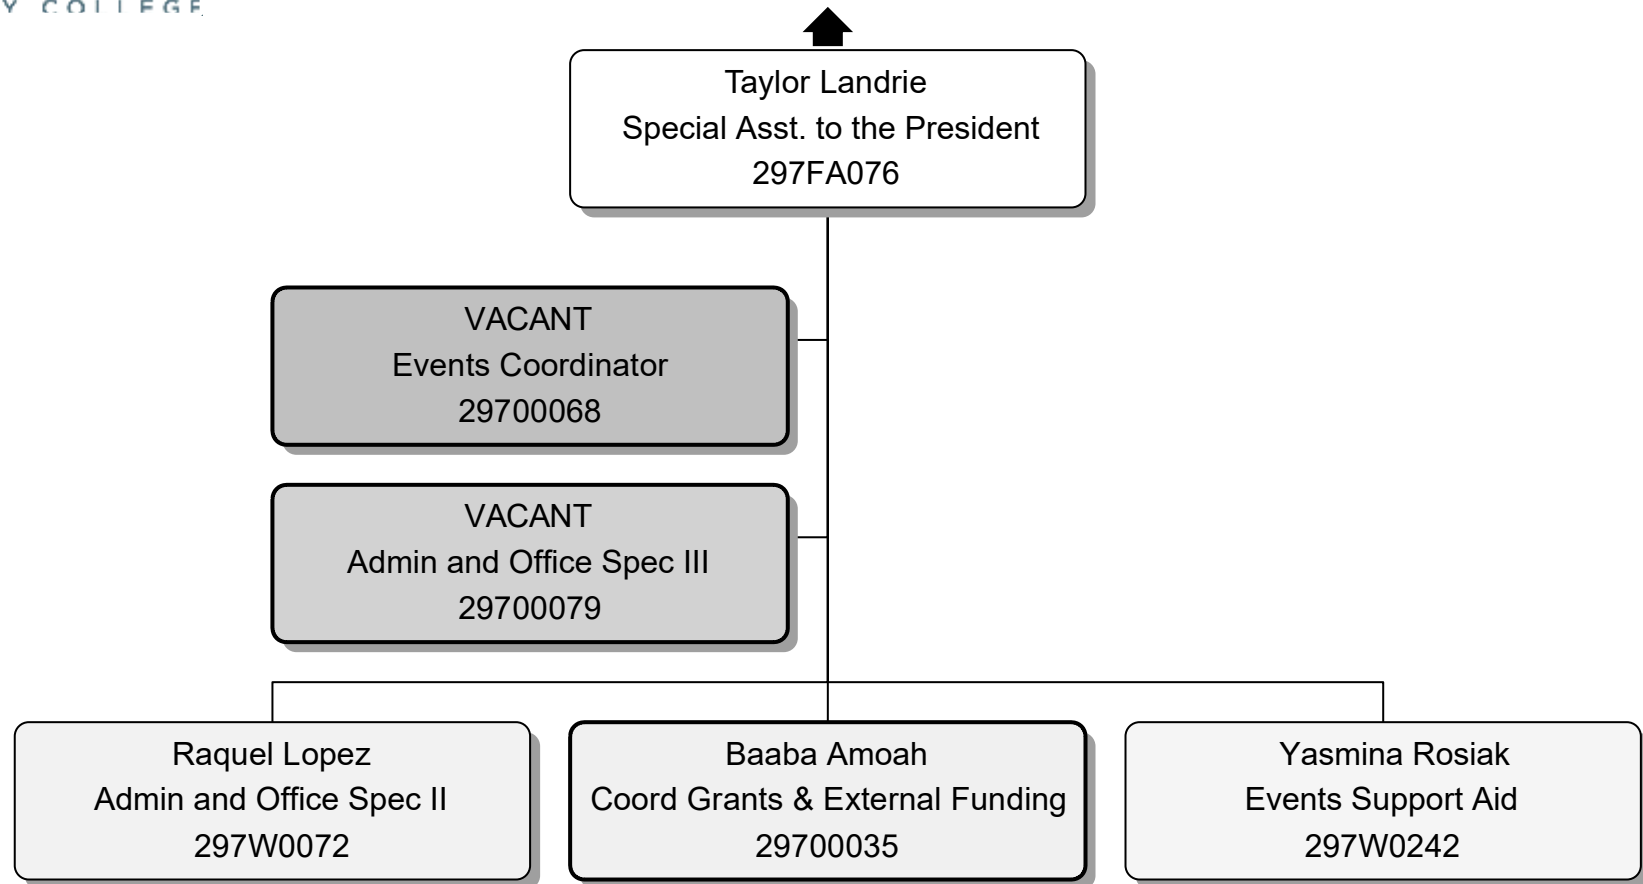 Y COLLEGE
Taylor Landrie
Special Asst. to the President
297FA076
VACANT
Events Coordinator
29700068
VACANT
Admin and Office Spec III
29700079
Raquel Lopez
Admin and Office Spec II
297W0072
Baaba Amoah
Coord Grants & External Funding
29700035
Yasmina Rosiak
Events Support Aid
297W0242